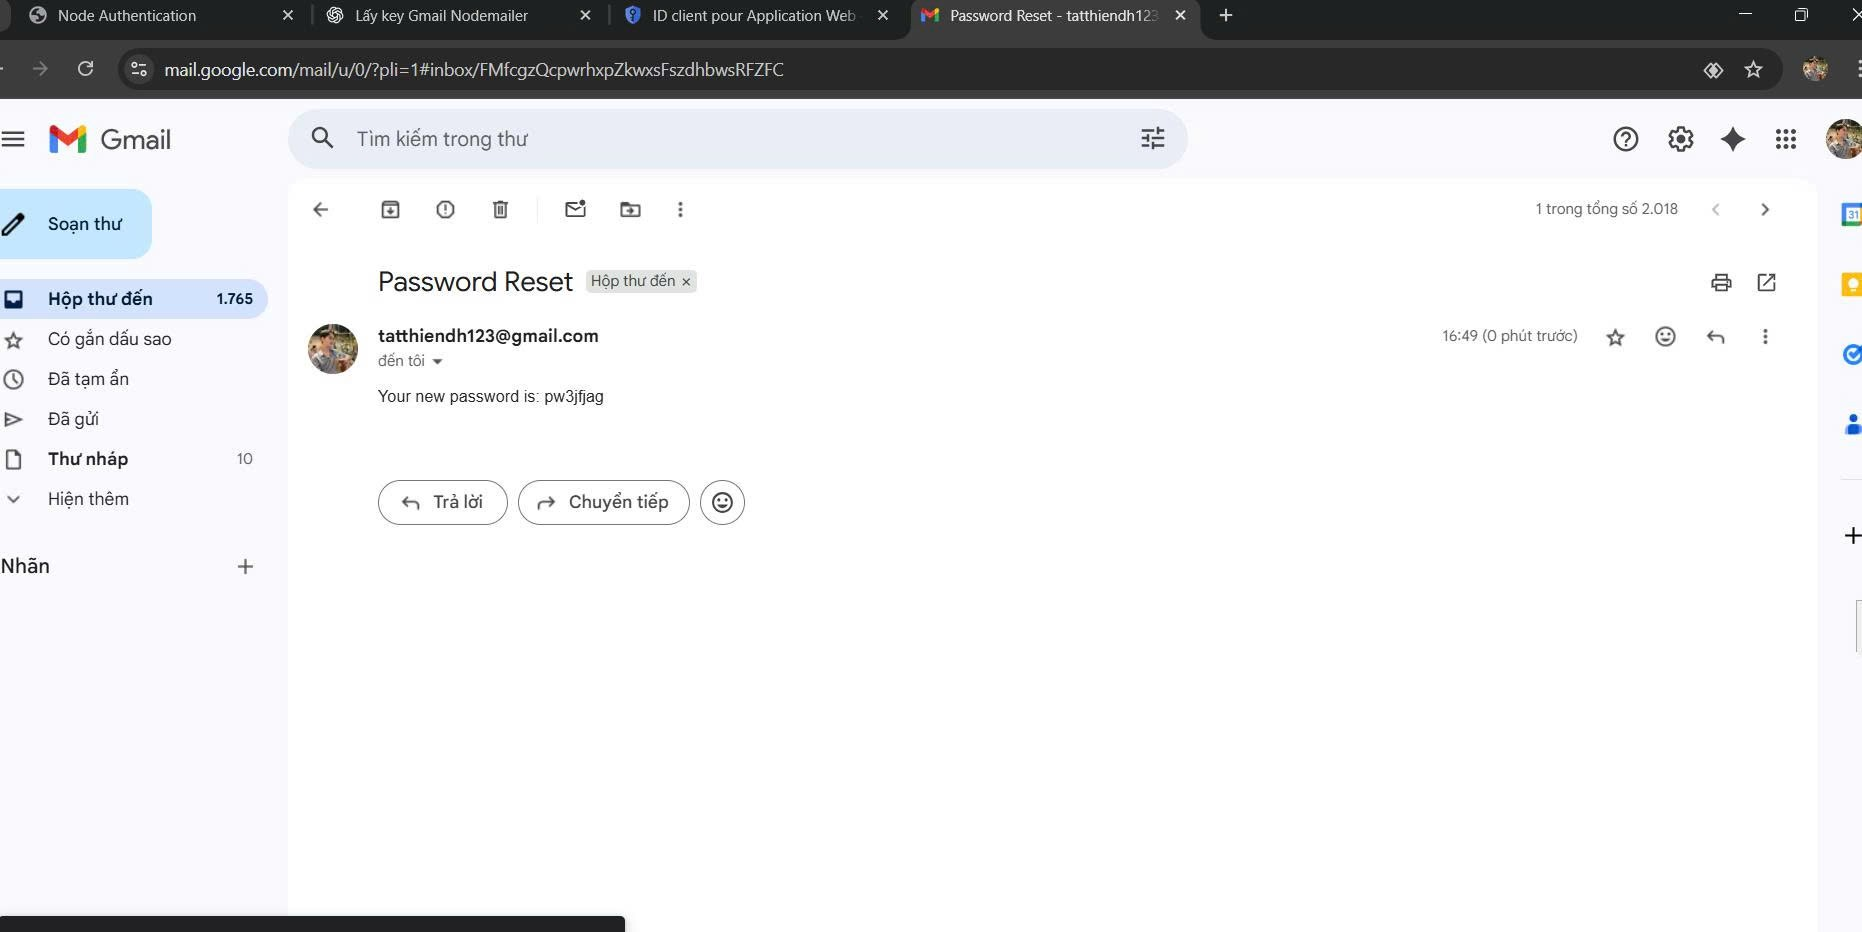 Node Authentication
Lấy key Gmail Nodemailer
ID client pour Application Web
Password Reset - tatthiendh123
mail.google.com/mail/u/0/?pli=1#inbox/FMfcgzQcpwrhxpZkwxsFszdhbwsRFZFC
Gmail
Tìm kiếm trong thư
Soạn thư
1 trong tổng số 2.018
Hộp thư đến 1.765
Có gắn dấu sao
Đã tạm ẩn
Đã gửi
Thư nháp 10
Hiện thêm
Nhãn
Password Reset Hộp thư đến ×
tatthiendh123@gmail.com
16:49 (0 phút trước)
đến tôi
Your new password is: pw3jfjag
Trả lời
Chuyển tiếp
31